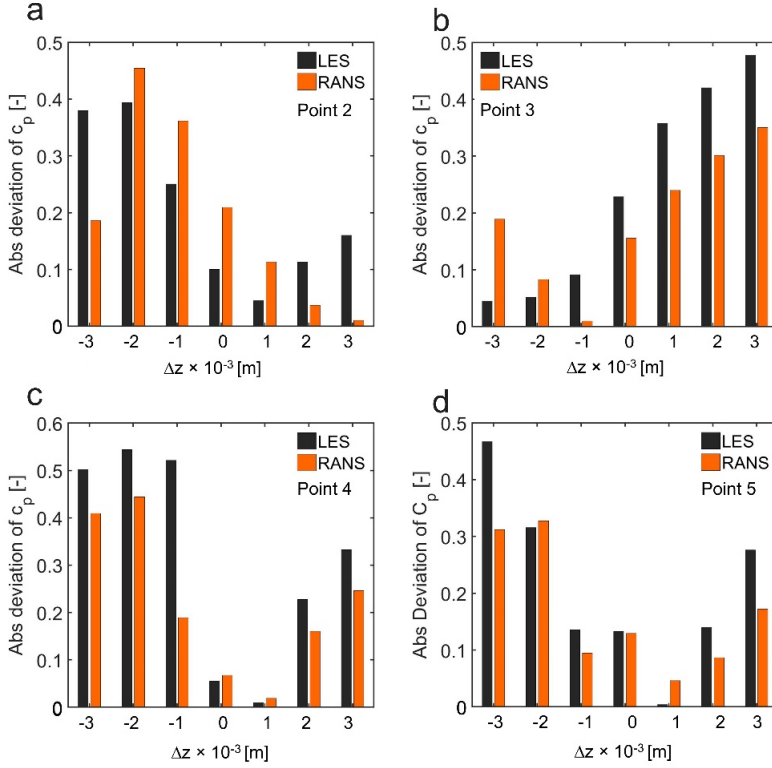 a
0.5
0.4
0.3
0.2
0.1
0
Abs deviation of cp [-]
LES
RANS
Point 2
-3 -2 -1 0 1 2 3
Δz × 10-3 [m]
b
0.5
0.4
0.3
0.2
0.1
0
Abs deviation of cp [-]
LES
RANS
Point 3
-3 -2 -1 0 1 2 3
Δz × 10-3 [m]
c
0.6
0.5
0.4
0.3
0.2
0.1
0
Abs deviation of cp [-]
LES
RANS
Point 4
-3 -2 -1 0 1 2 3
Δz × 10-3 [m]
d
0.5
0.4
0.3
0.2
0.1
0
Abs Deviation of Cp [-]
LES
RANS
Point 5
-3 -2 -1 0 1 2 3
Δz × 10-3 [m]